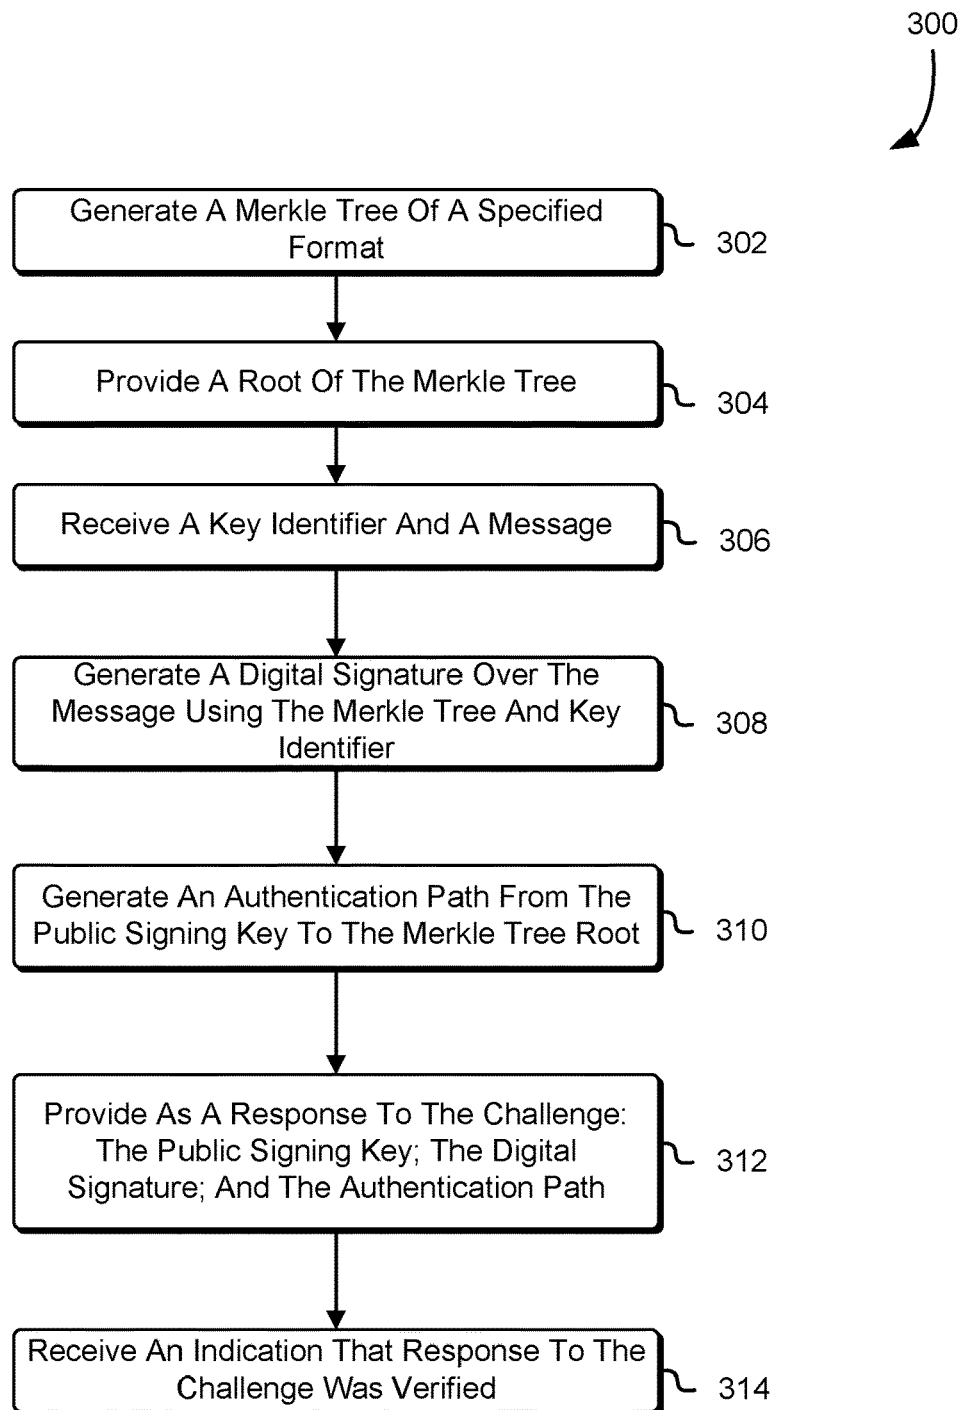 300
Generate A Merkle Tree Of A Specified
Format
302
Provide A Root Of The Merkle Tree
304
Receive A Key Identifier And A Message
306
Generate A Digital Signature Over The
Message Using The Merkle Tree And Key
Identifier
308
Generate An Authentication Path From The
Public Signing Key To The Merkle Tree Root
310
Provide As A Response To The Challenge:
The Public Signing Key; The Digital
Signature; And The Authentication Path
312
Receive An Indication That Response To The
Challenge Was Verified
314